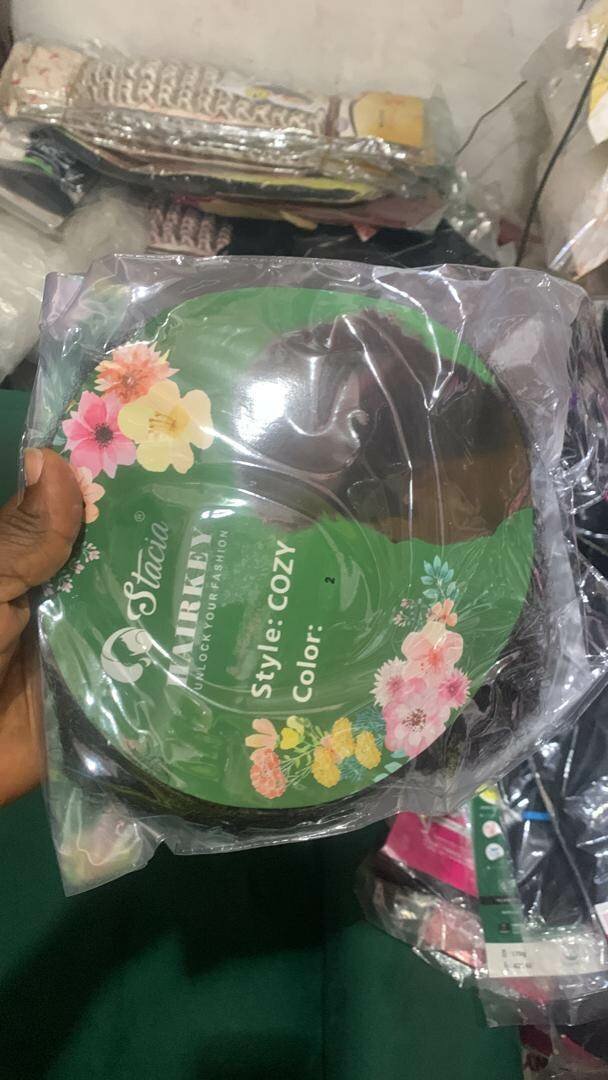 Stacia®
HAIRKEY
UNLOCK YOUR FASHION
Style: COZY
Color: 2